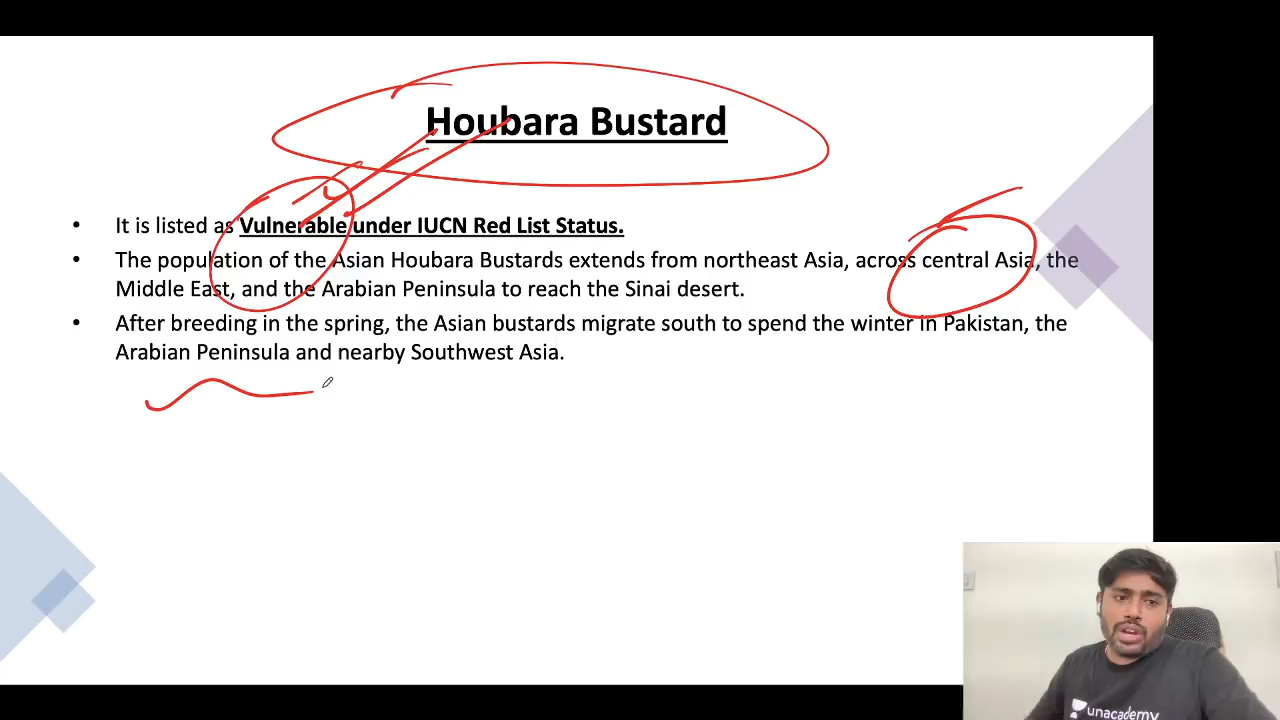 Houbara Bustard
• It is listed as Vulnerable under IUCN Red List Status.
• The population of the Asian Houbara Bustards extends from northeast Asia, across central Asia, the
Middle East, and the Arabian Peninsula to reach the Sinai desert.
• After breeding in the spring, the Asian bustards migrate south to spend the winter in Pakistan, the
Arabian Peninsula and nearby Southwest Asia.
unacademy